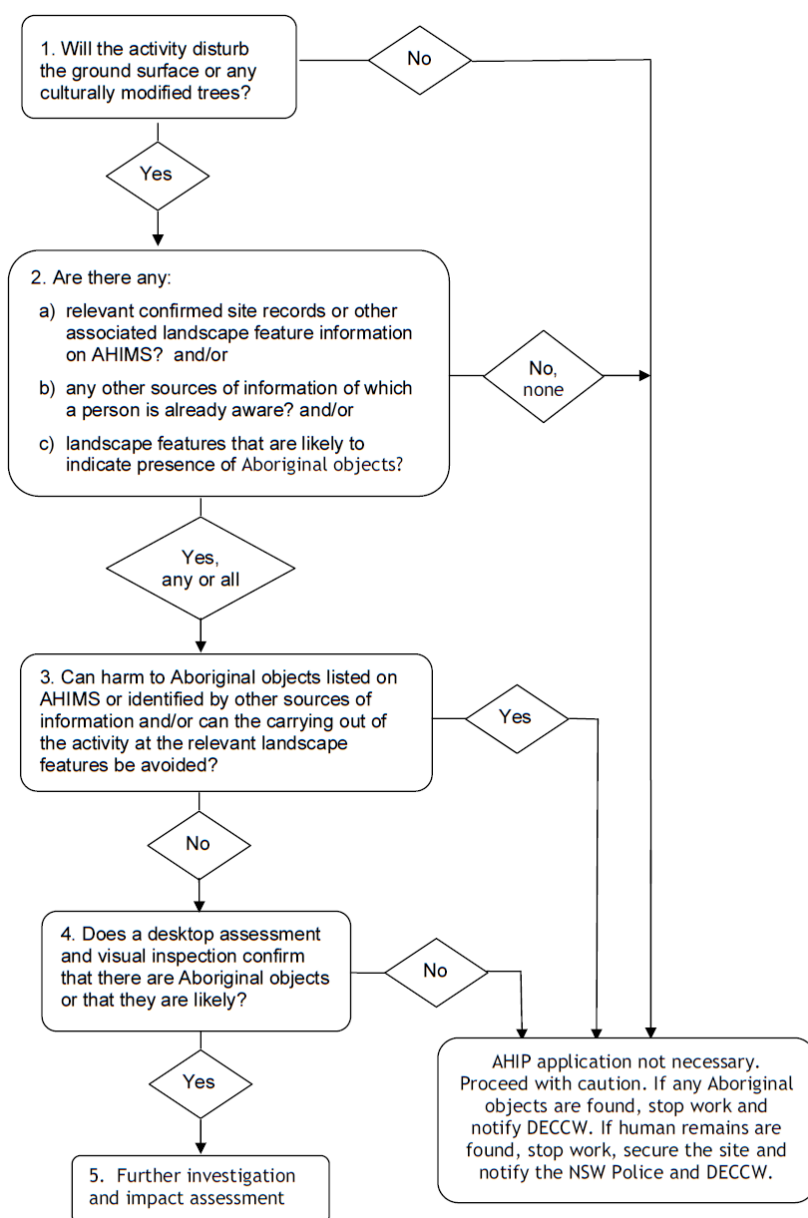 1. Will the activity disturb
the ground surface or any
culturally modified trees?
No
Yes
2. Are there any:
a) relevant confirmed site records or other
associated landscape feature information
on AHIMS? and/or
b) any other sources of information of which
a person is already aware? and/or
c) landscape features that are likely to
indicate presence of Aboriginal objects?
No,
none
Yes,
any or all
3. Can harm to Aboriginal objects listed on
AHIMS or identified by other sources of
information and/or can the carrying out of
the activity at the relevant landscape
features be avoided?
Yes
No
4. Does a desktop assessment
and visual inspection confirm
that there are Aboriginal objects
or that they are likely?
No
Yes
AHIP application not necessary.
Proceed with caution. If any Aboriginal
objects are found, stop work and
notify DECCW. If human remains are
found, stop work, secure the site and
notify the NSW Police and DECCW.
5. Further investigation
and impact assessment